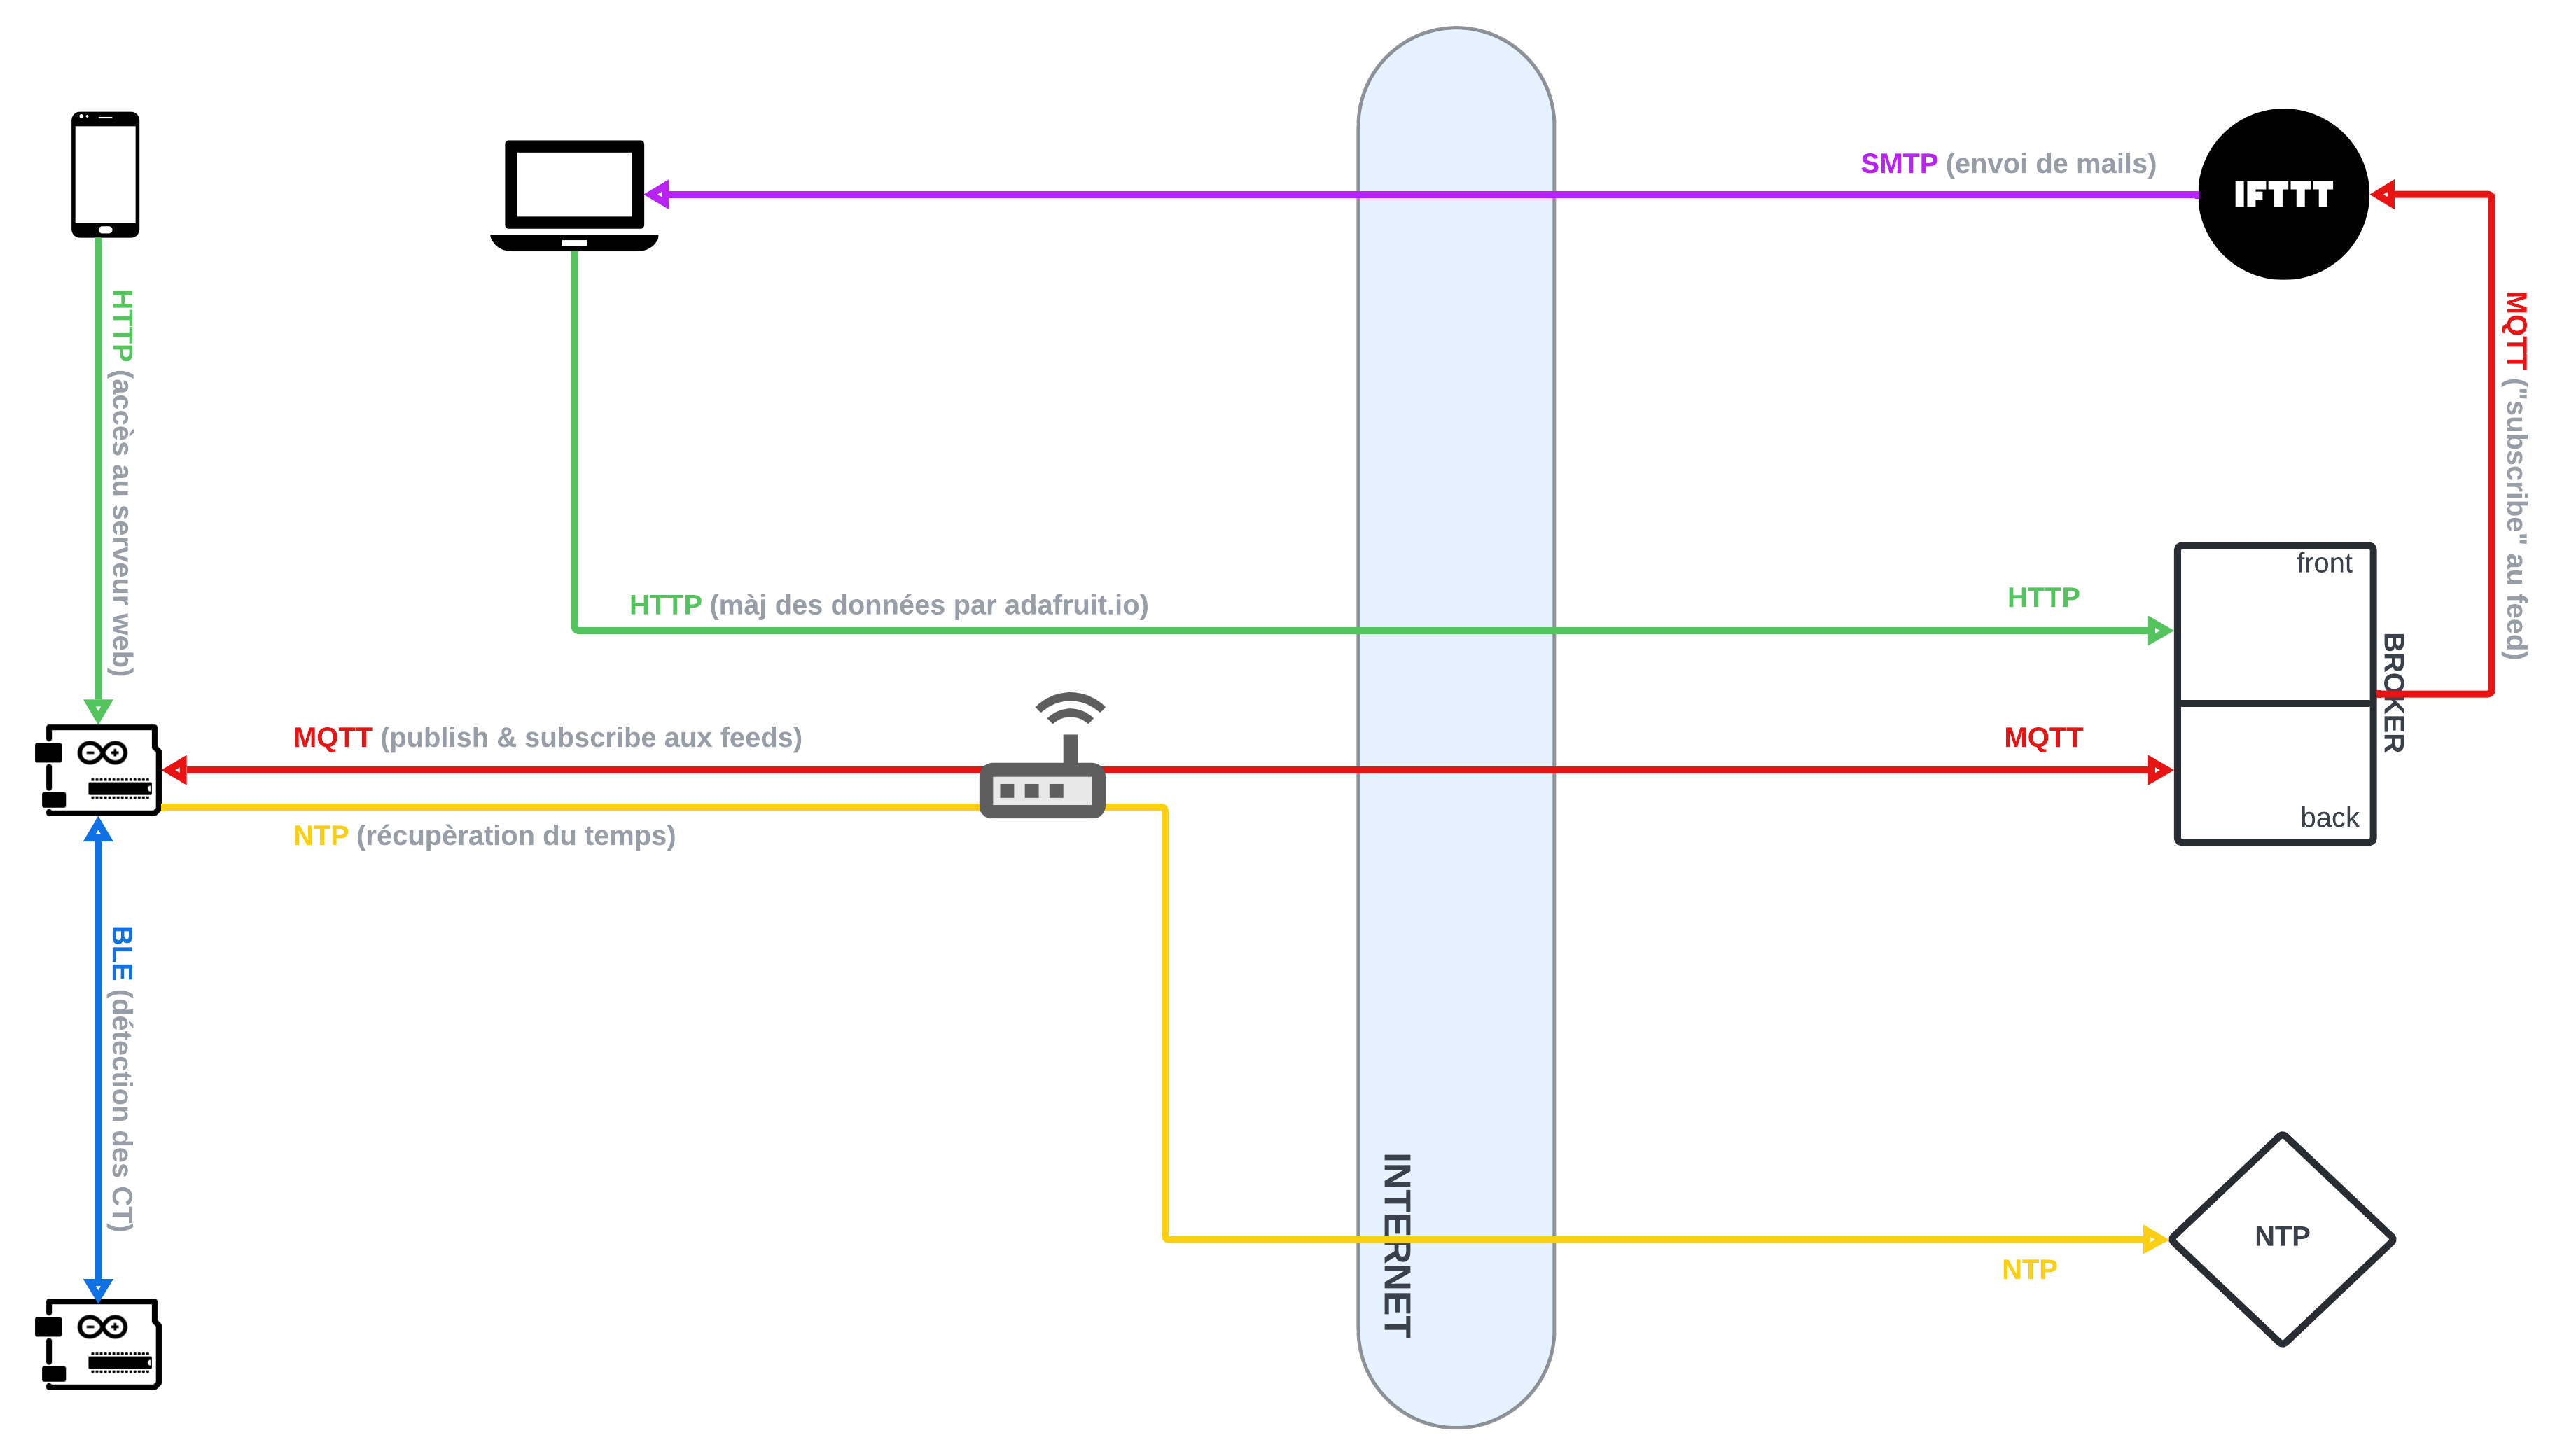 SMTP (envoi de mails)
IFTTT
HTTP (accès au serveur web)
MQTT ("subscribe" au feed)
front
HTTP (màj des données par adafruit.io)
HTTP
BROKER
MQTT (publish & subscribe aux feeds)
MQTT
back
NTP (récupèration du temps)
BLE (détection des CT)
INTERNET
NTP
NTP